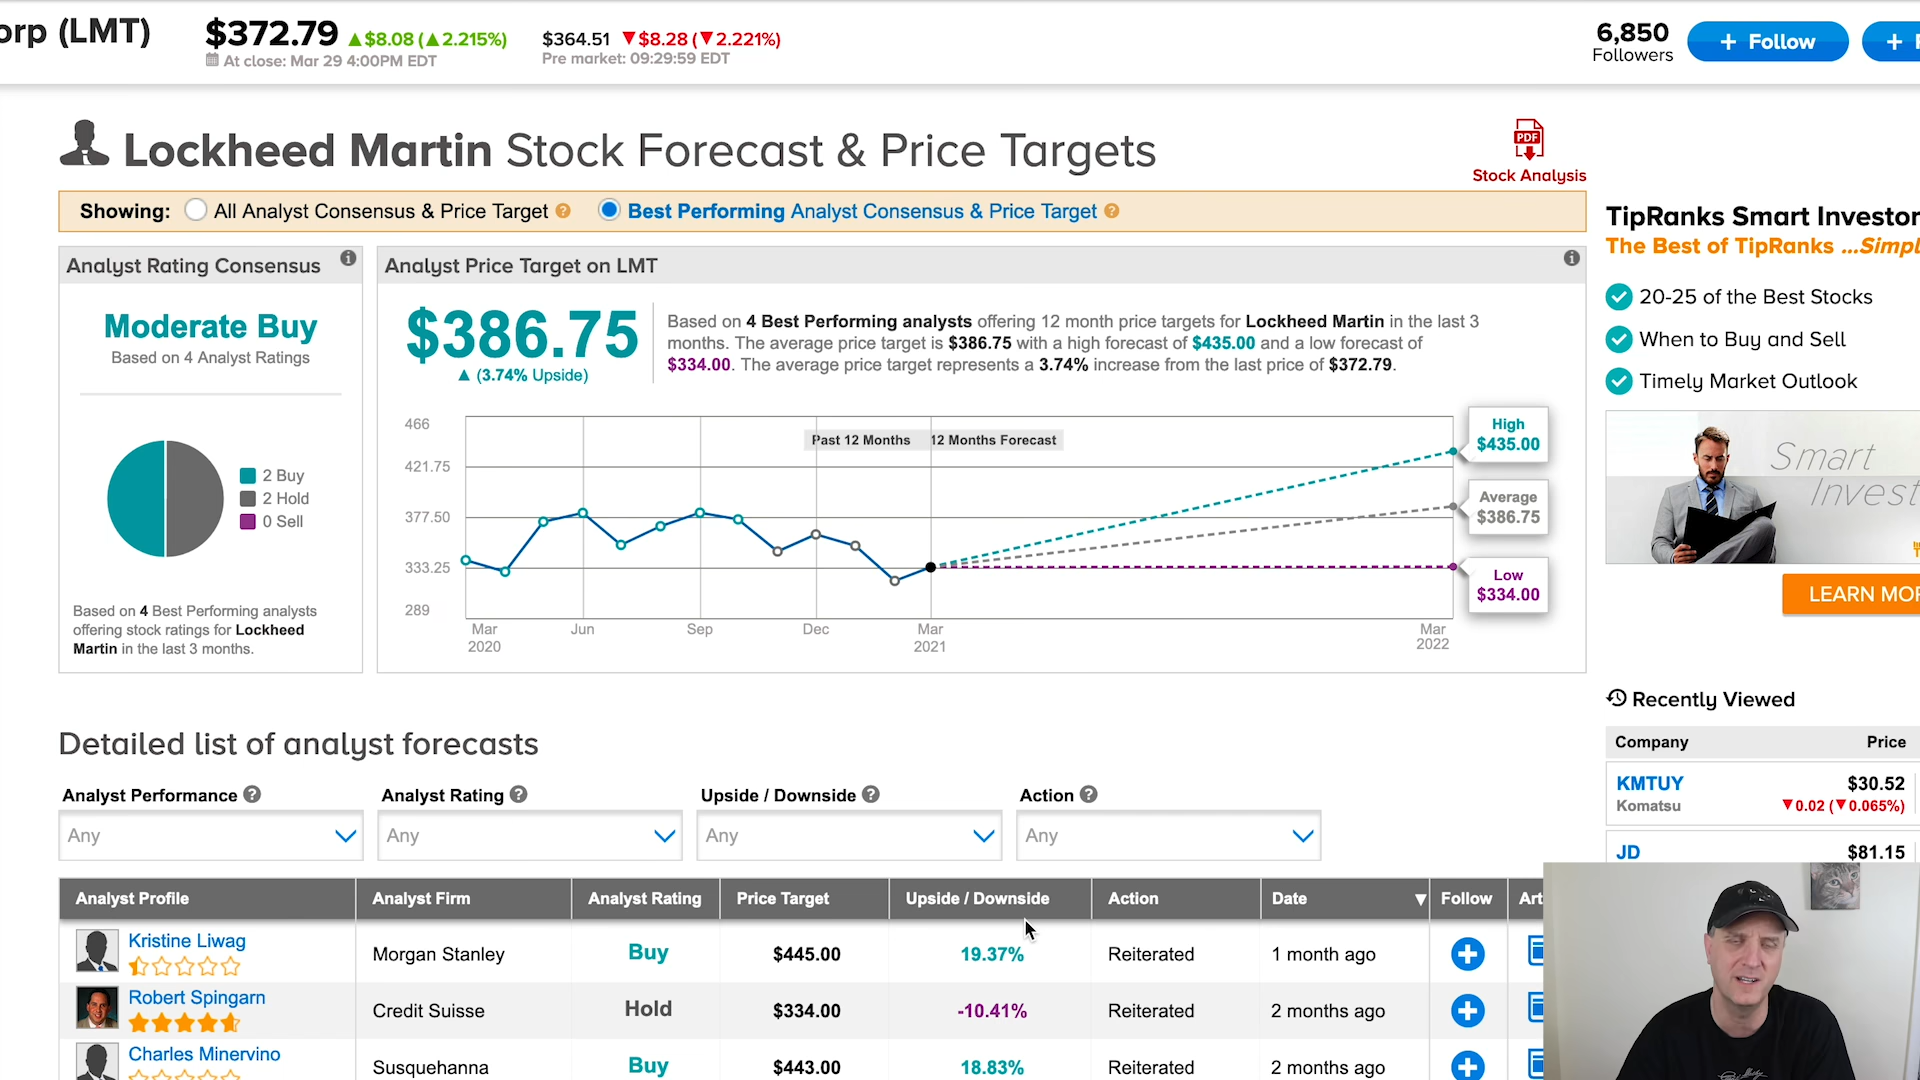 orp (LMT)
$372.79 ▲$8.08 (▲2.215%)
At close: Mar 29 4:00PM EDT
$364.51 ▼$8.28 (▼2.221%)
Pre market: 09:29:59 EDT
6,850
Followers
+ Follow
+
Lockheed Martin Stock Forecast & Price Targets
PDF
Stock Analysis
Showing: All Analyst Consensus & Price Target ? Best Performing Analyst Consensus & Price Target ?
Analyst Rating Consensus
Moderate Buy
Based on 4 Analyst Ratings
2 Buy
2 Hold
0 Sell
Based on 4 Best Performing analysts
offering stock ratings for Lockheed
Martin in the last 3 months.
Analyst Price Target on LMT
$386.75
▲ (3.74% Upside)
Based on 4 Best Performing analysts offering 12 month price targets for Lockheed Martin in the last 3
months. The average price target is $386.75 with a high forecast of $435.00 and a low forecast of
$334.00. The average price target represents a 3.74% increase from the last price of $372.79.
466
421.75
377.50
333.25
289
Past 12 Months
12 Months Forecast
High
$435.00
Average
$386.75
Low
$334.00
Mar
2020
Jun
Sep
Dec
Mar
2021
Mar
2022
TipRanks Smart Investor
The Best of TipRanks ...Simpl
20-25 of the Best Stocks
When to Buy and Sell
Timely Market Outlook
Smart
Invest
LEARN MOR
Recently Viewed
Company Price
KMTUY $30.52
Komatsu ▼0.02 (▼0.065%)
JD $81.15
Detailed list of analyst forecasts
Analyst Performance ?
Any
Analyst Rating ?
Any
Upside / Downside ?
Any
Action ?
Any
Analyst Profile Analyst Firm Analyst Rating Price Target Upside / Downside Action Date ▼ Follow Art
Kristine Liwag Morgan Stanley Buy $445.00 19.37% Reiterated 1 month ago
Robert Spingarn Credit Suisse Hold $334.00 -10.41% Reiterated 2 months ago
Charles Minervino Susquehanna Buy $443.00 18.83% Reiterated 2 months ago